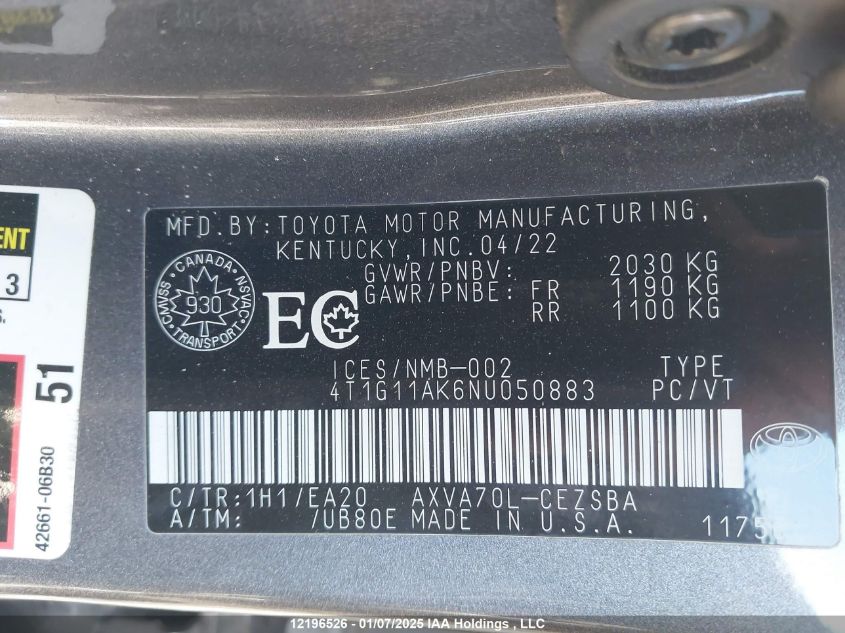 MFD.BY:TOYOTA MOTOR MANUFACTURING,
KENTUCKY,INC.04/22
GVWR/PNBV: 2030 KG
GAWR/PNBE: FR 1190 KG
RR 1100 KG
CANADA
CMVSS NSVAC
930
TRANSPORT
EC
ICES/NMB-002 TYPE
4T1G11AK6NU050883 PC/VT
C/TR:1H1/EA20 AXVA70L-CEZSBA
A/TM: /UB80E MADE IN U.S.A.
1175
ENT
3
S.
51
42661-06B30
12196526 - 01/07/2025 IAA Holdings, LLC.